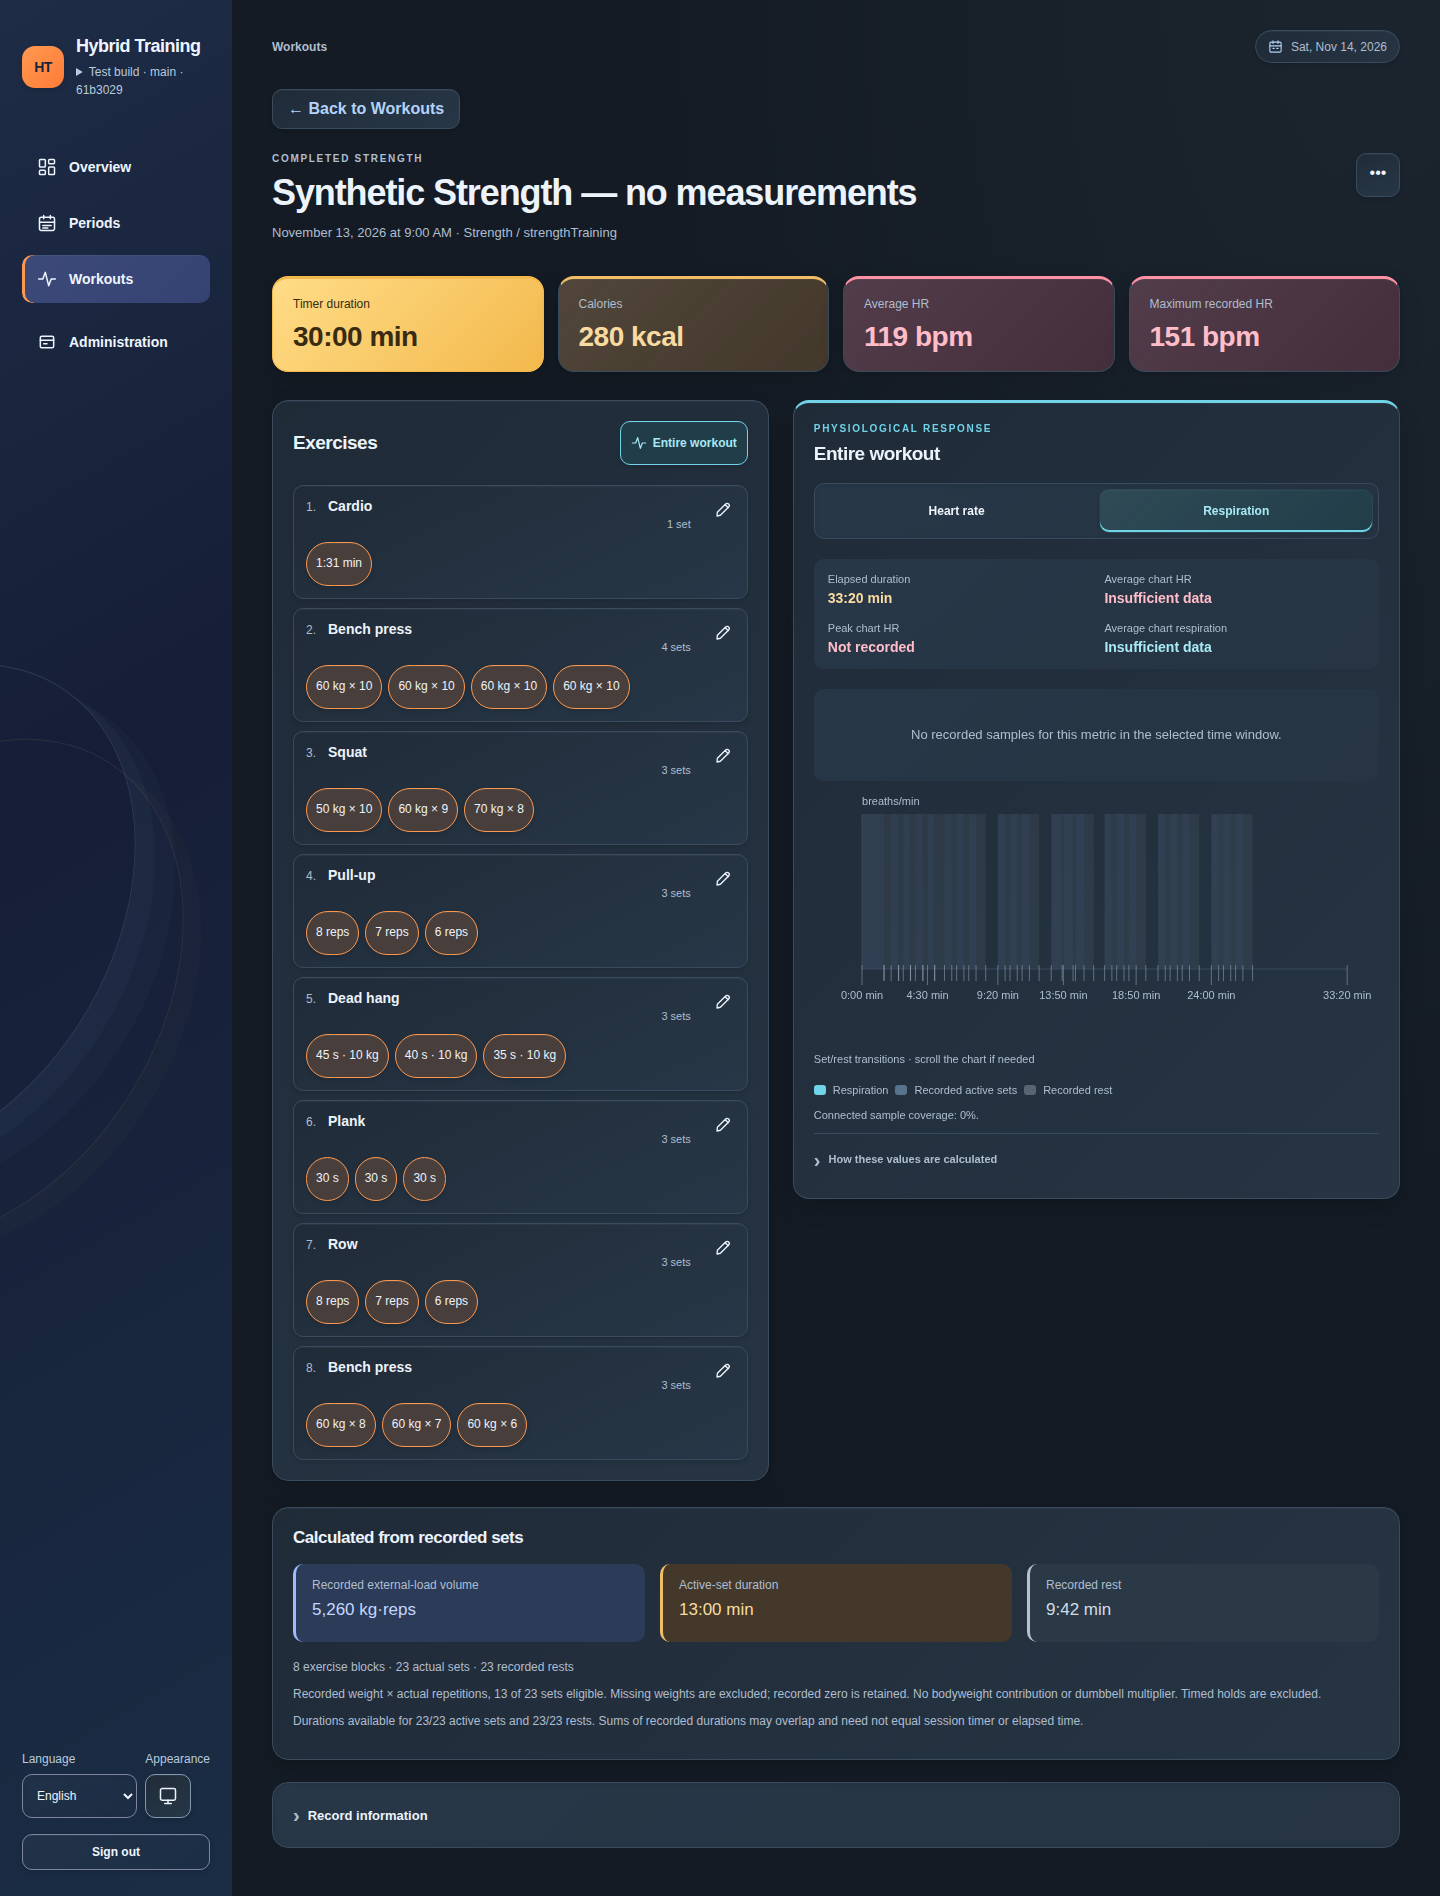 HT
Hybrid Training
▶ Test build · main ·
61b3029
Overview
Periods
Workouts
Administration
Language
Appearance
English
Sign out
Workouts
Sat, Nov 14, 2026
← Back to Workouts
COMPLETED STRENGTH
Synthetic Strength — no measurements
•••
November 13, 2026 at 9:00 AM · Strength / strengthTraining
Timer duration
30:00 min
Calories
280 kcal
Average HR
119 bpm
Maximum recorded HR
151 bpm
Exercises
Entire workout
1. Cardio
1 set
1:31 min
2. Bench press
4 sets
60 kg × 10 60 kg × 10 60 kg × 10 60 kg × 10
3. Squat
3 sets
50 kg × 10 60 kg × 9 70 kg × 8
4. Pull-up
3 sets
8 reps 7 reps 6 reps
5. Dead hang
3 sets
45 s · 10 kg 40 s · 10 kg 35 s · 10 kg
6. Plank
3 sets
30 s 30 s 30 s
7. Row
3 sets
8 reps 7 reps 6 reps
8. Bench press
3 sets
60 kg × 8 60 kg × 7 60 kg × 6
PHYSIOLOGICAL RESPONSE
Entire workout
Heart rate Respiration
Elapsed duration
33:20 min
Average chart HR
Insufficient data
Peak chart HR
Not recorded
Average chart respiration
Insufficient data
No recorded samples for this metric in the selected time window.
breaths/min
0:00 min 4:30 min 9:20 min 13:50 min 18:50 min 24:00 min 33:20 min
Set/rest transitions · scroll the chart if needed
Respiration Recorded active sets Recorded rest
Connected sample coverage: 0%.
› How these values are calculated
Calculated from recorded sets
Recorded external-load volume
5,260 kg·reps
Active-set duration
13:00 min
Recorded rest
9:42 min
8 exercise blocks · 23 actual sets · 23 recorded rests
Recorded weight × actual repetitions, 13 of 23 sets eligible. Missing weights are excluded; recorded zero is retained. No bodyweight contribution or dumbbell multiplier. Timed holds are excluded.
Durations available for 23/23 active sets and 23/23 rests. Sums of recorded durations may overlap and need not equal session timer or elapsed time.
› Record information